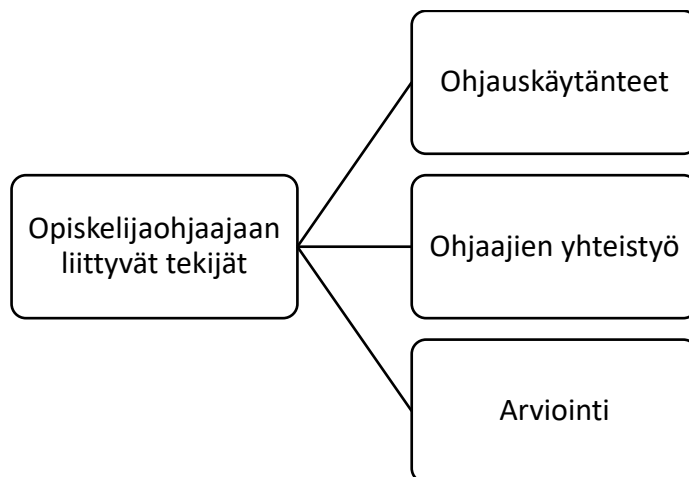 Ohjauskäytänteet
Opiskelijaohjaajaan
liittyvät tekijät
Ohjaajien yhteistyö
Arviointi